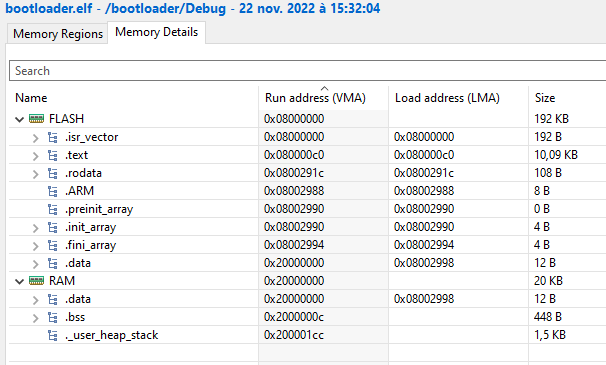 bootloader.elf - /bootloader/Debug - 22 nov. 2022 à 15:32:04
Memory Regions Memory Details
Search
Name Run address (VMA) Load address (LMA) Size
FLASH 0x08000000 192 KB
.isr_vector 0x08000000 0x08000000 192 B
.text 0x080000c0 0x080000c0 10,09 KB
.rodata 0x0800291c 0x0800291c 108 B
.ARM 0x08002988 0x08002988 8 B
.preinit_array 0x08002990 0x08002990 0 B
.init_array 0x08002990 0x08002990 4 B
.fini_array 0x08002994 0x08002994 4 B
.data 0x20000000 0x08002998 12 B
RAM 0x20000000 20 KB
.data 0x20000000 0x08002998 12 B
.bss 0x2000000c 448 B
._user_heap_stack 0x200001cc 1,5 KB